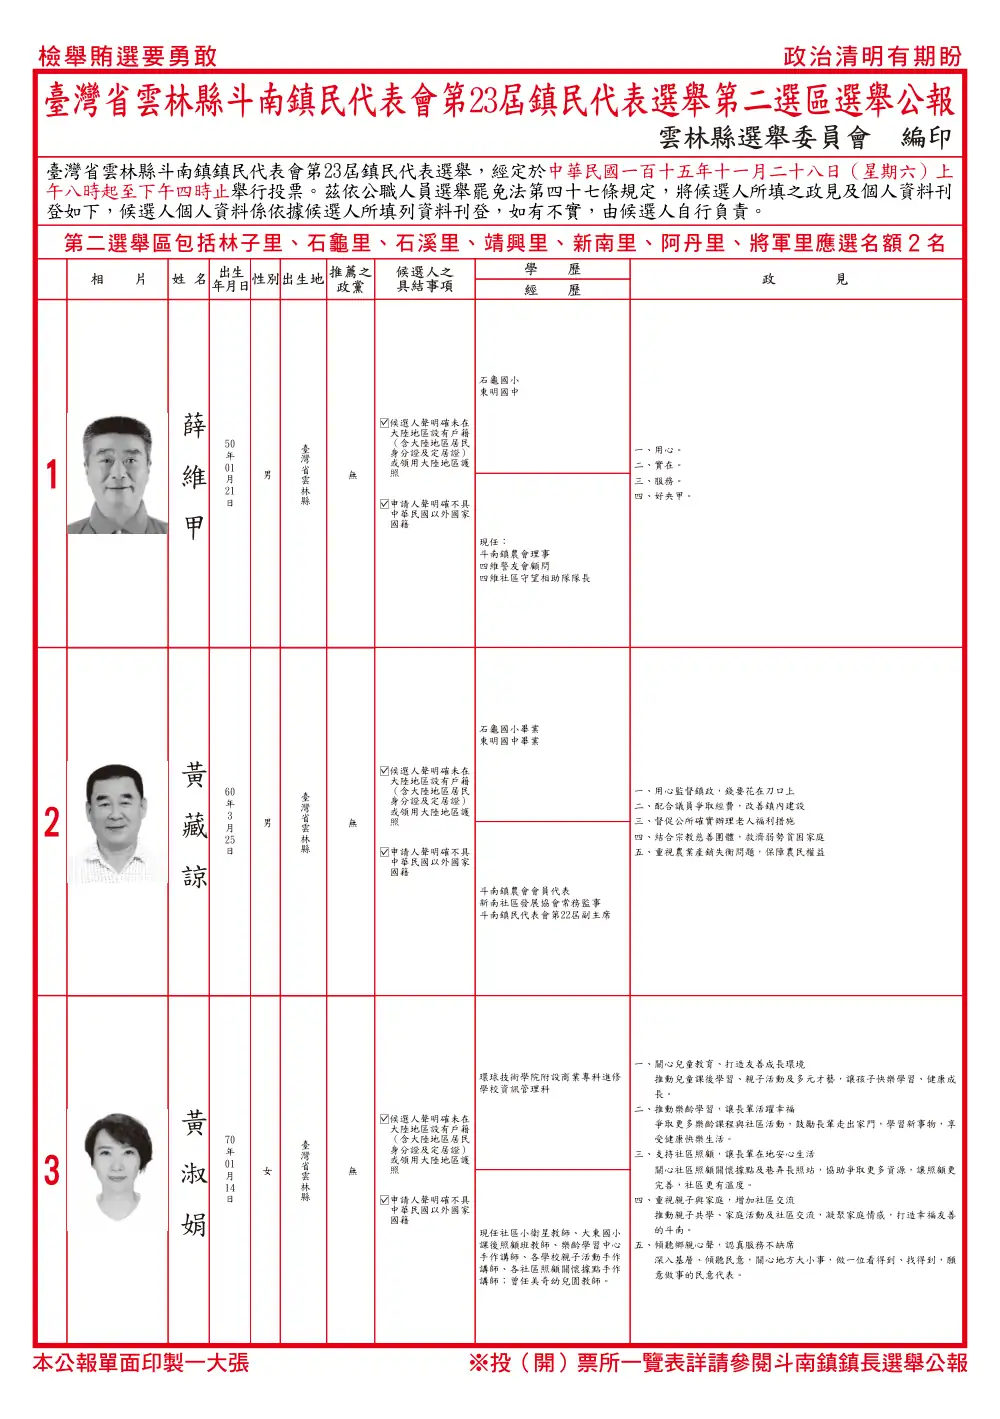 檢舉賄選要勇敢
政治清明有期盼
臺灣省雲林縣斗南鎮民代表會第23屆鎮民代表選舉第二選區選舉公報
雲林縣選舉委員會　編印
臺灣省雲林縣斗南鎮鎮民代表會第23屆鎮民代表選舉，經定於中華民國一百十五年十一月二十八日（星期六）上
午八時起至下午四時止舉行投票。茲依公職人員選舉罷免法第四十七條規定，將候選人所填之政見及個人資料刊
登如下，候選人個人資料係依據候選人所填列資料刊登，如有不實，由候選人自行負責。
第二選舉區包括林子里、石龜里、石溪里、靖興里、新南里、阿丹里、將軍里應選名額２名
相　片
姓 名
出生
年月日
性別
出生地
推薦之
政黨
候選人之
具結事項
學　歷
經　歷
政　見
1
薛維甲
50年01月21日
男
臺灣省雲林縣
無
☑候選人聲明確未在
大陸地區設有戶籍
（含大陸地區居民
身分證及定居證）
或領用大陸地區護
照
☑申請人聲明確不具
中華民國以外國家
國籍
石龜國小
東明國中
現任：
斗南鎮農會理事
四維警友會顧問
四維社區守望相助隊隊長
一、用心。
二、實在。
三、服務。
四、好央甲。
2
黃藏諒
60年3月25日
男
臺灣省雲林縣
無
☑候選人聲明確未在
大陸地區設有戶籍
（含大陸地區居民
身分證及定居證）
或領用大陸地區護
照
☑申請人聲明確不具
中華民國以外國家
國籍
石龜國小畢業
東明國中畢業
斗南鎮農會會員代表
新南社區發展協會常務監事
斗南鎮民代表會第22屆副主席
一、用心監督鎮政，錢要花在刀口上
二、配合議員爭取經費，改善鎮內建設
三、督促公所確實辦理老人福利措施
四、結合宗教慈善團體，救濟弱勢貧困家庭
五、重視農業產銷失衡問題，保障農民權益
3
黃淑娟
70年01月14日
女
臺灣省雲林縣
無
☑候選人聲明確未在
大陸地區設有戶籍
（含大陸地區居民
身分證及定居證）
或領用大陸地區護
照
☑申請人聲明確不具
中華民國以外國家
國籍
環球技術學院附設商業專科進修
學校資訊管理科
現任社區小衛星教師、大東國小
課後照顧班教師、樂齡學習中心
手作講師、各學校親子活動手作
講師、各社區照顧關懷據點手作
講師；曾任美奇幼兒園教師。
一、關心兒童教育、打造友善成長環境
推動兒童課後學習、親子活動及多元才藝，讓孩子快樂學習、健康成
長。
二、推動樂齡學習，讓長輩活躍幸福
爭取更多樂齡課程與社區活動，鼓勵長輩走出家門，學習新事物，享
受健康快樂生活。
三、支持社區照顧，讓長輩在地安心生活
關心社區照顧關懷據點及巷弄長照站，協助爭取更多資源，讓照顧更
完善，社區更有溫度。
四、重視親子與家庭，增加社區交流
推動親子共學、家庭活動及社區交流，凝聚家庭情感，打造幸福友善
的斗南。
五、傾聽鄉親心聲，認真服務不缺席
深入基層、傾聽民意，關心地方大小事，做一位看得到、找得到，願
意做事的民意代表。
本公報單面印製一大張
※投（開）票所一覽表詳請參閱斗南鎮鎮長選舉公報